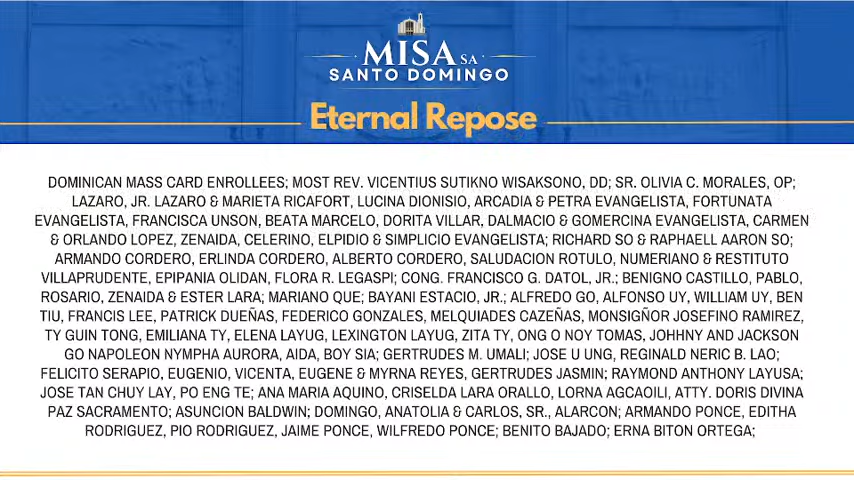 MISA SA
SANTO DOMINGO
Eternal Repose
DOMINICAN MASS CARD ENROLLEES; MOST REV. VICENTIUS SUTIKNO WISAKSONO, DD; SR. OLIVIA C. MORALES, OP;
LAZARO, JR. LAZARO & MARIETA RICAFORT, LUCINA DIONISIO, ARCADIA & PETRA EVANGELISTA, FORTUNATA
EVANGELISTA, FRANCISCA UNSON, BEATA MARCELO, DORITA VILLAR, DALMACIO & GOMERCINA EVANGELISTA, CARMEN
& ORLANDO LOPEZ, ZENAIDA, CELERINO, ELPIDIO & SIMPLICIO EVANGELISTA; RICHARD SO & RAPHAELL AARON SO;
ARMANDO CORDERO, ERLINDA CORDERO, ALBERTO CORDERO, SALUDACION ROTULO, NUMERIANO & RESTITUTO
VILLAPRUDENTE, EPIPANIA OLIDAN, FLORA R. LEGASPI; CONG. FRANCISCO G. DATOL, JR.; BENIGNO CASTILLO, PABLO,
ROSARIO, ZENAIDA & ESTER LARA; MARIANO QUE; BAYANI ESTACIO, JR.; ALFREDO GO, ALFONSO UY, WILLIAM UY, BEN
TIU, FRANCIS LEE, PATRICK DUEÑAS, FEDERICO GONZALES, MELQUIADES CAZEÑAS, MONSIGÑOR JOSEFINO RAMIREZ,
TY GUIN TONG, EMILIANA TY, ELENA LAYUG, LEXINGTON LAYUG, ZITA TY, ONG O NOY TOMAS, JOHHNY AND JACKSON
GO NAPOLEON NYMPHA AURORA, AIDA, BOY SIA; GERTRUDES M. UMALI; JOSE U UNG, REGINALD NERIC B. LAO;
FELICITO SERAPIO, EUGENIO, VICENTA, EUGENE & MYRNA REYES, GERTRUDES JASMIN; RAYMOND ANTHONY LAYUSA;
JOSE TAN CHUY LAY, PO ENG TE; ANA MARIA AQUINO, CRISELDA LARA ORALLO, LORNA AGCAOILI, ATTY. DORIS DIVINA
PAZ SACRAMENTO; ASUNCION BALDWIN; DOMINGO, ANATOLIA & CARLOS, SR., ALARCON; ARMANDO PONCE, EDITHA
RODRIGUEZ, PIO RODRIGUEZ, JAIME PONCE, WILFREDO PONCE; BENITO BAJADO; ERNA BITON ORTEGA;